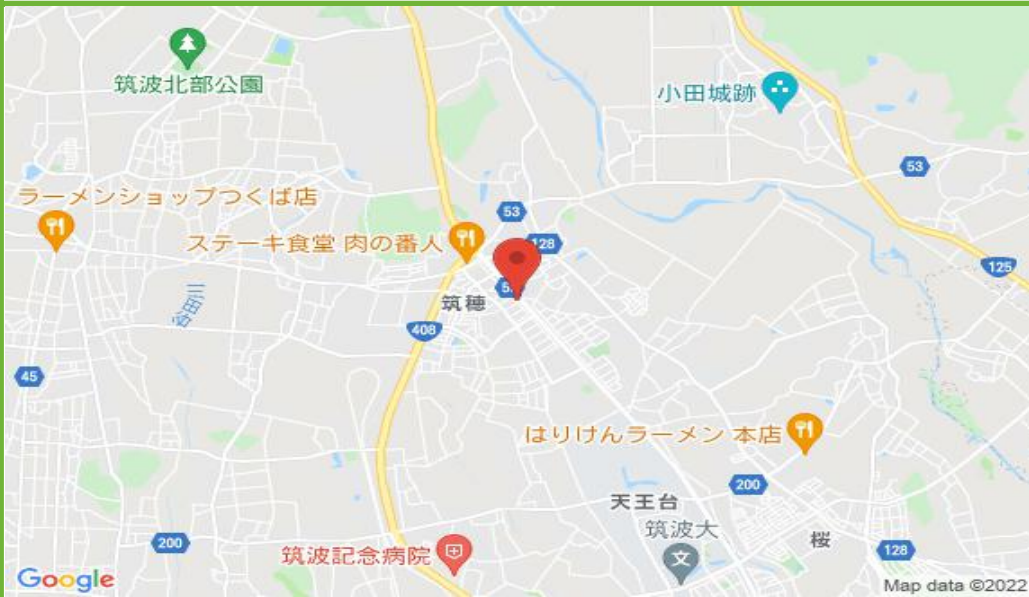 筑波北部公園
小田城跡
53
ラーメンショップつくば店
53
ステーキ食堂 肉の番人
128
125
筑穂
408
45
はりけんラーメン 本店
200
天王台
筑波大
桜
200
筑波記念病院
128
Google
Map data ©2022